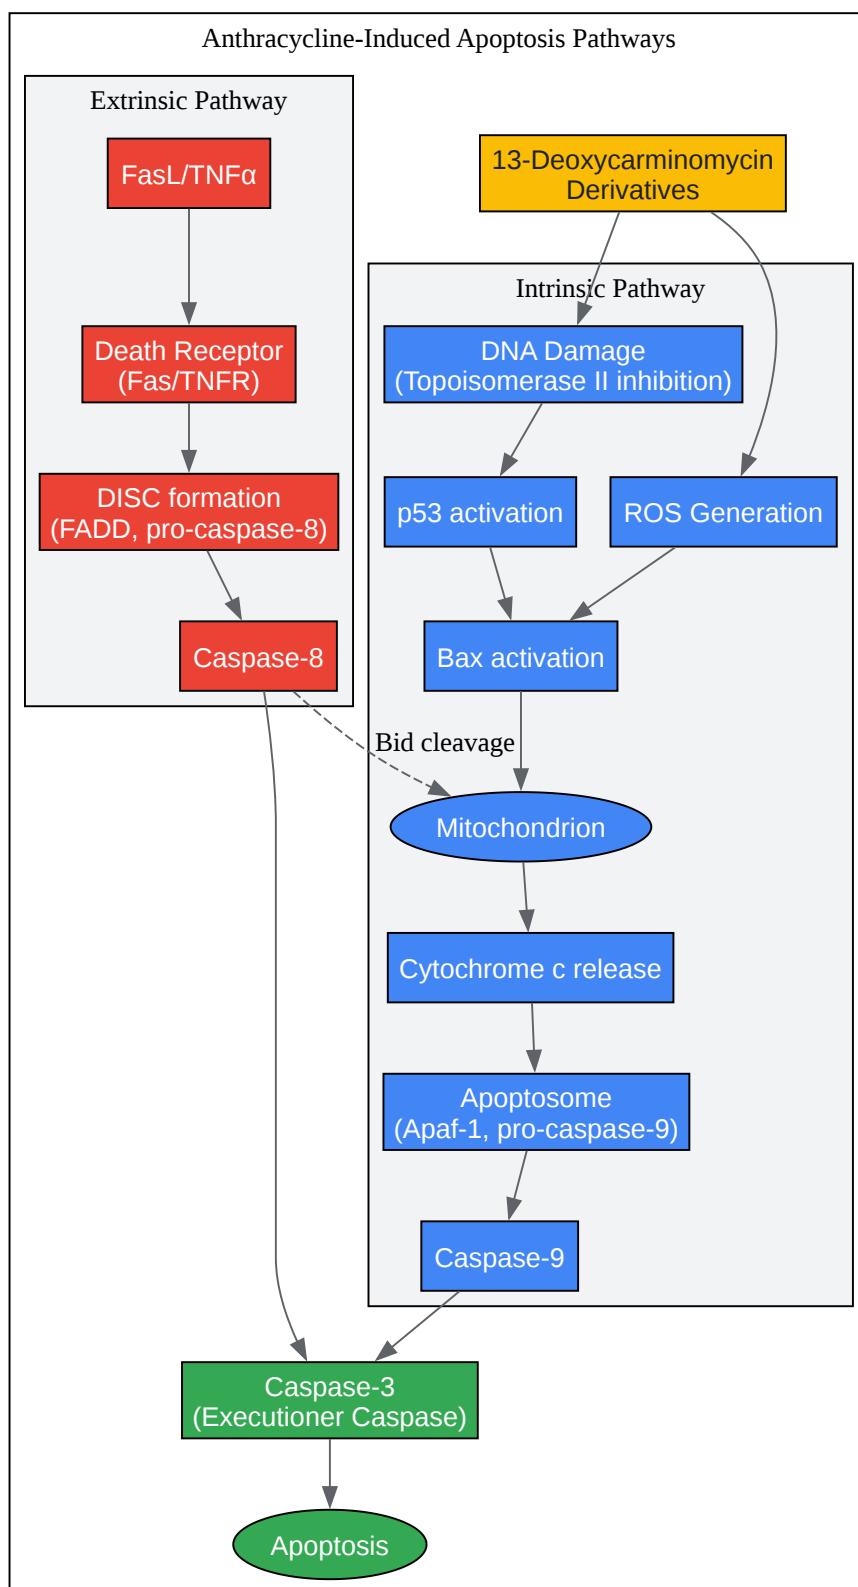 Anthracycline-Induced Apoptosis Pathways
Extrinsic Pathway
FasL/TNFα
13-Deoxycarminomycin
Derivatives
Intrinsic Pathway
Death Receptor
(Fas/TNFR)
DNA Damage
(Topoisomerase II inhibition)
DISC formation
(FADD, pro-caspase-8)
p53 activation
ROS Generation
Caspase-8
Bax activation
Bid cleavage
Mitochondrion
Cytochrome c release
Apoptosome
(Apaf-1, pro-caspase-9)
Caspase-9
Caspase-3
(Executioner Caspase)
Apoptosis